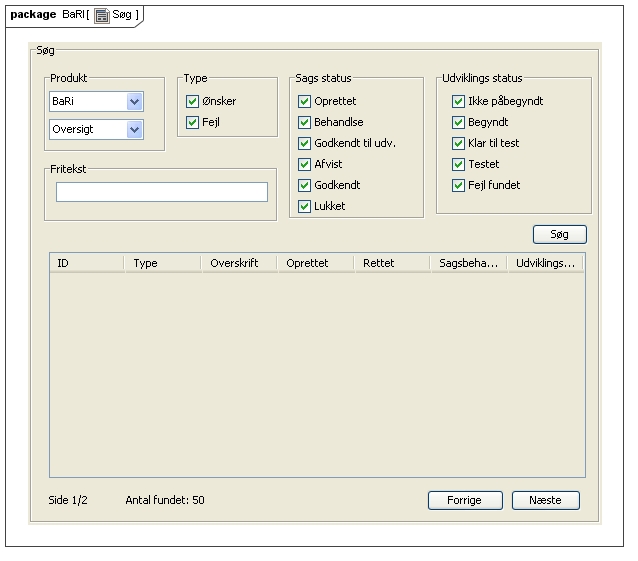 package BaRI[ Søg ]
Søg
Produkt
BaRi
Oversigt
Type
Ønsker
Fejl
Sags status
Oprettet
Behandlse
Godkendt til udv.
Afvist
Godkendt
Lukket
Udviklings status
Ikke påbegyndt
Begyndt
Klar til test
Testet
Fejl fundet
Fritekst
Søg
ID Type Overskrift Oprettet Rettet Sagsbeha... Udviklings...
Side 1/2 Antal fundet: 50 Forrige Næste